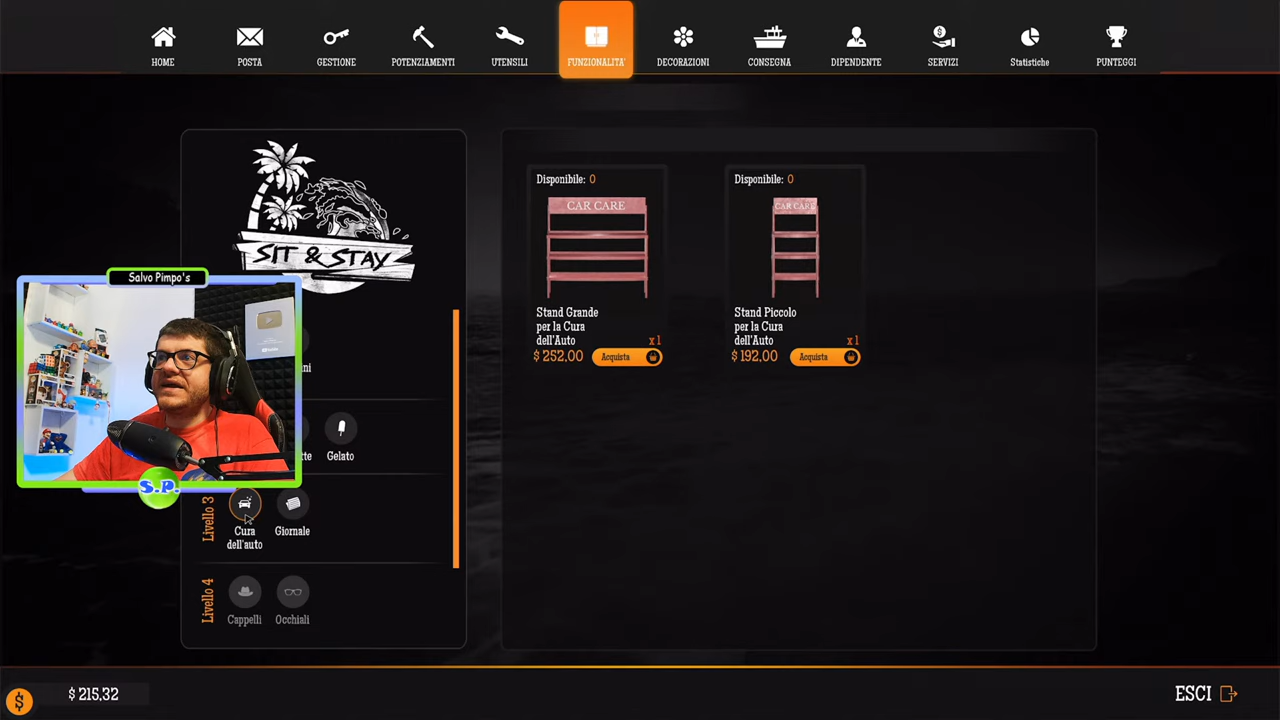 HOME
POSTA
GESTIONE
POTENZIAMENTI
UTENSILI
FUNZIONALITA'
DECORAZIONI
CONSEGNA
DIPENDENTE
SERVIZI
Statistiche
PUNTEGGI
SIT & STAY
Salvo Pimpo's
S.P.
Gelato
Livello 3
Cura
dell'auto
Giornale
Livello 4
Cappelli
Occhiali
Disponibile: 0
CAR CARE
Stand Grande
per la Cura
dell'Auto
x1
$ 252,00
Acquista
Disponibile: 0
CAR CARE
Stand Piccolo
per la Cura
dell'Auto
x1
$ 192,00
Acquista
$
$ 215,32
ESCI